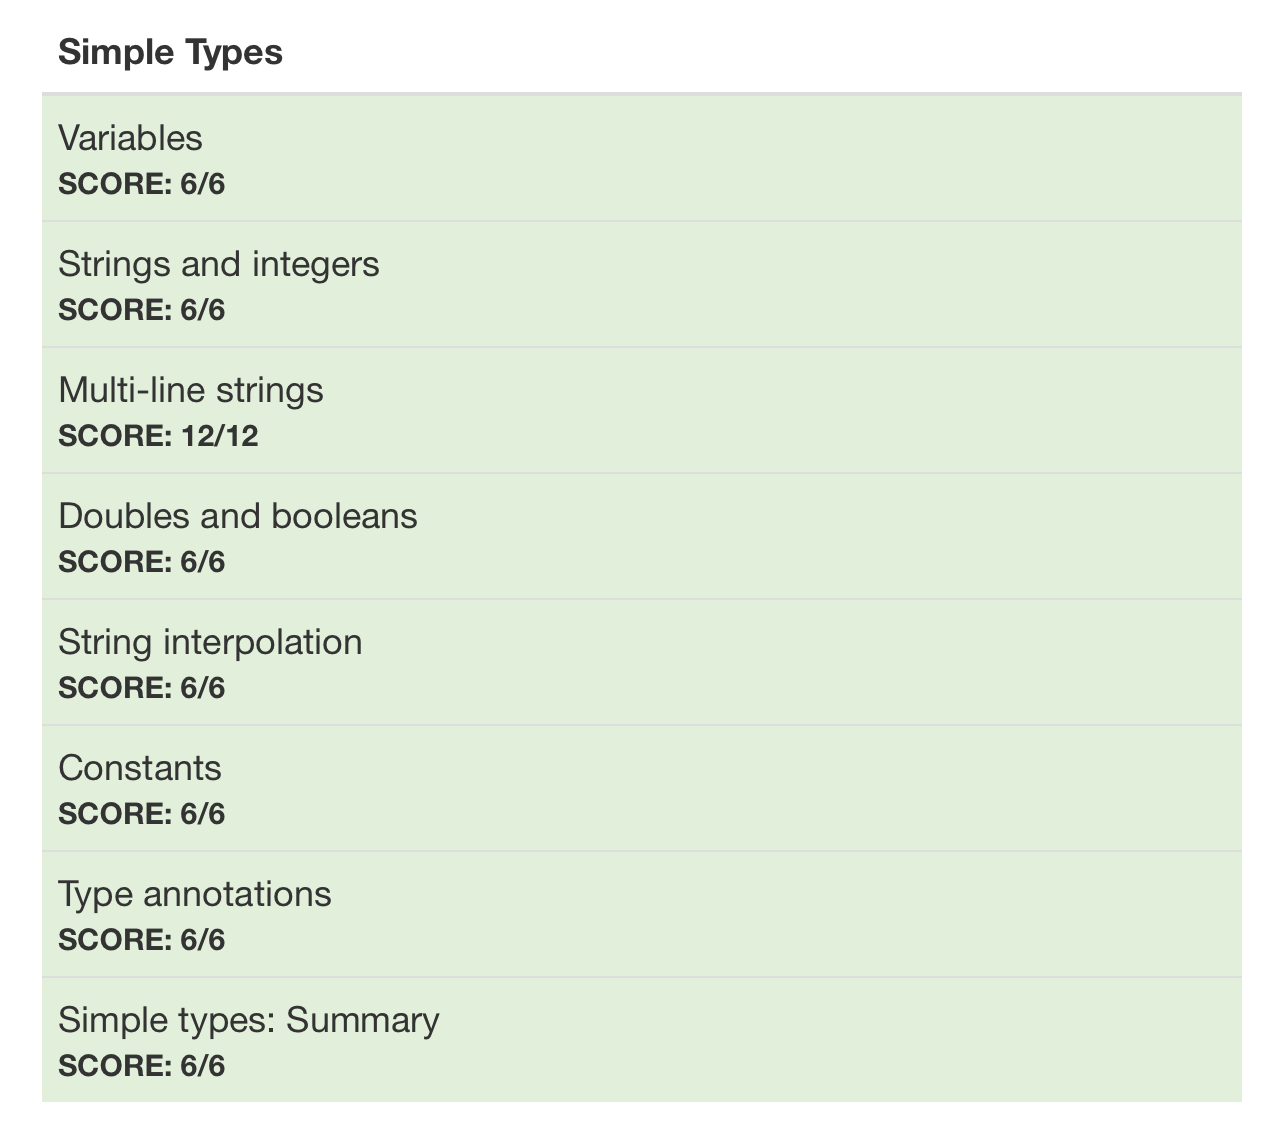 Simple Types
Variables
SCORE: 6/6
Strings and integers
SCORE: 6/6
Multi-line strings
SCORE: 12/12
Doubles and booleans
SCORE: 6/6
String interpolation
SCORE: 6/6
Constants
SCORE: 6/6
Type annotations
SCORE: 6/6
Simple types: Summary
SCORE: 6/6